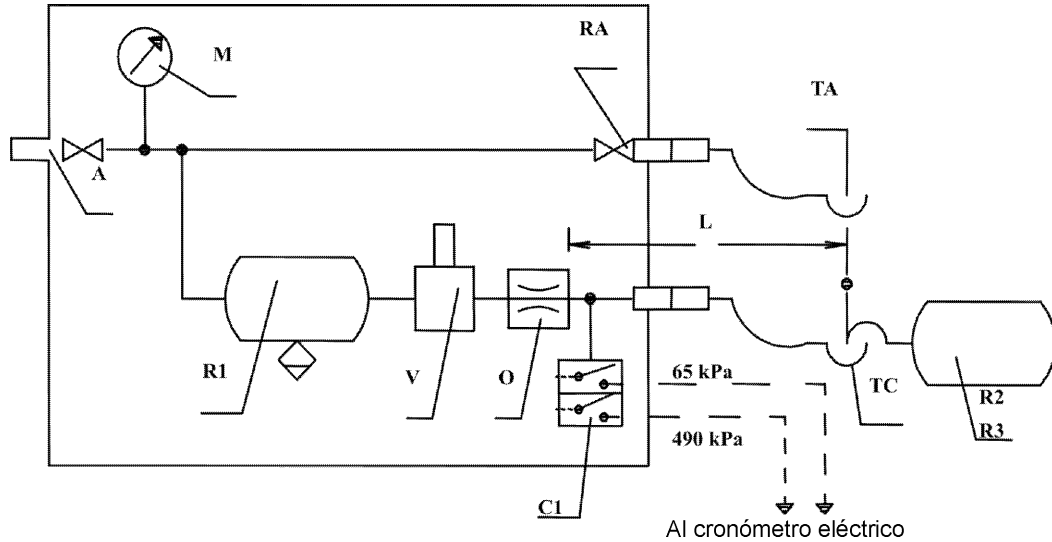 M
RA
TA
A
L
R1
V
O
65 kPa
TC
R2
R3
490 kPa
C1
Al cronómetro eléctrico